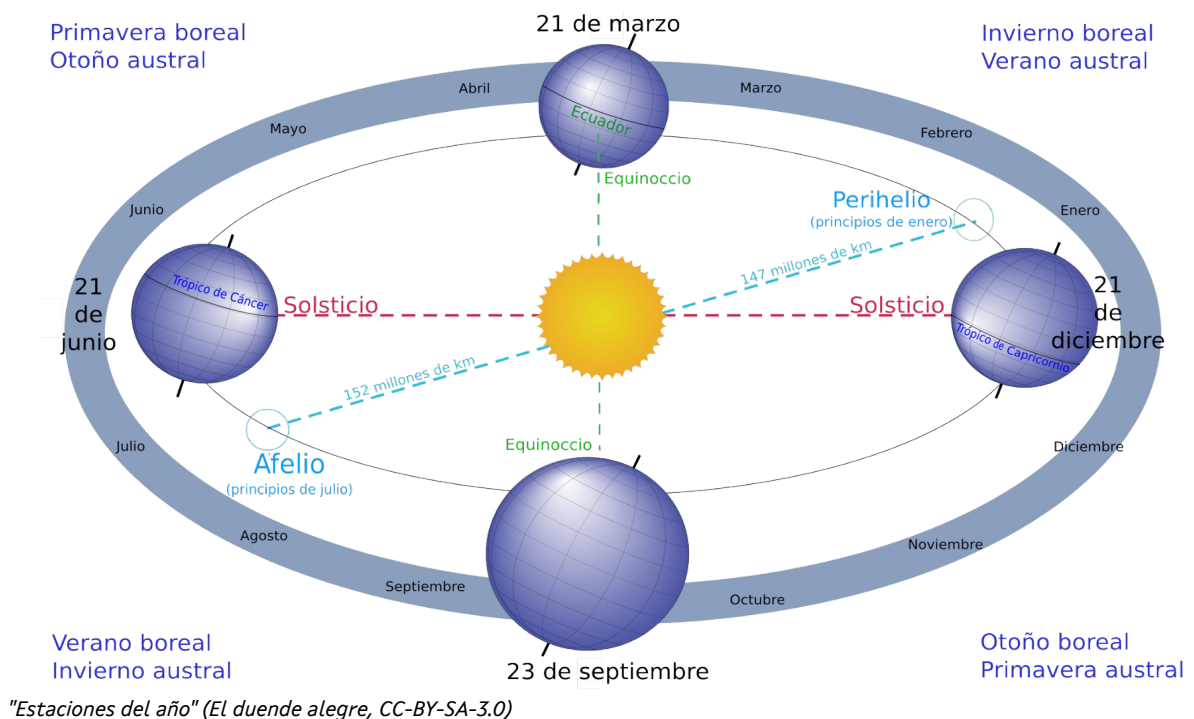 Primavera boreal
Otoño austral
21 de marzo
Invierno boreal
Verano austral
Abril
Marzo
Mayo
Ecuador
Febrero
Equinoccio
Perihelio
(principios de enero)
Junio
Enero
147 millones de km
Trópico de Cáncer
21
de
junio
Solsticio
Solsticio
21
de
diciembre
Trópico de Capricornio
152 millones de km
Julio
Equinoccio
Diciembre
Afelio
(principios de julio)
Agosto
Noviembre
Septiembre
Octubre
Verano boreal
Invierno austral
23 de septiembre
Otoño boreal
Primavera austral
"Estaciones del año" (El duende alegre, CC-BY-SA-3.0)